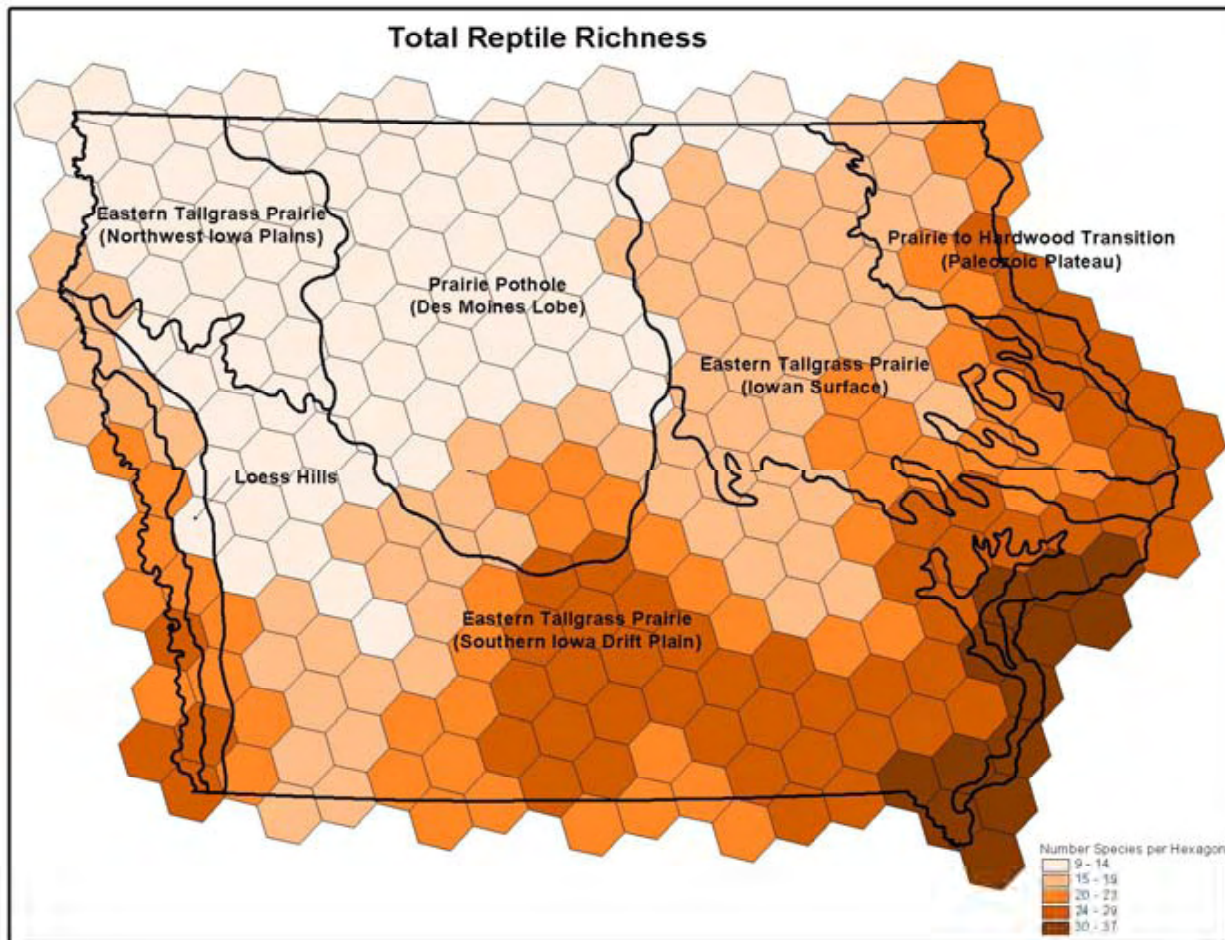 Total Reptile Richness
Eastern Tallgrass Prairie
(Northwest Iowa Plains)
Prairie to Hardwood Transition
(Paleozoic Plateau)
Prairie Pothole
(Des Moines Lobe)
Eastern Tallgrass Prairie
(Iowan Surface)
Loess Hills
Eastern Tallgrass Prairie
(Southern Iowa Drift Plain)
Number Species per Hexagon
9 - 14
15 - 19
20 - 23
24 - 29
30 - 37